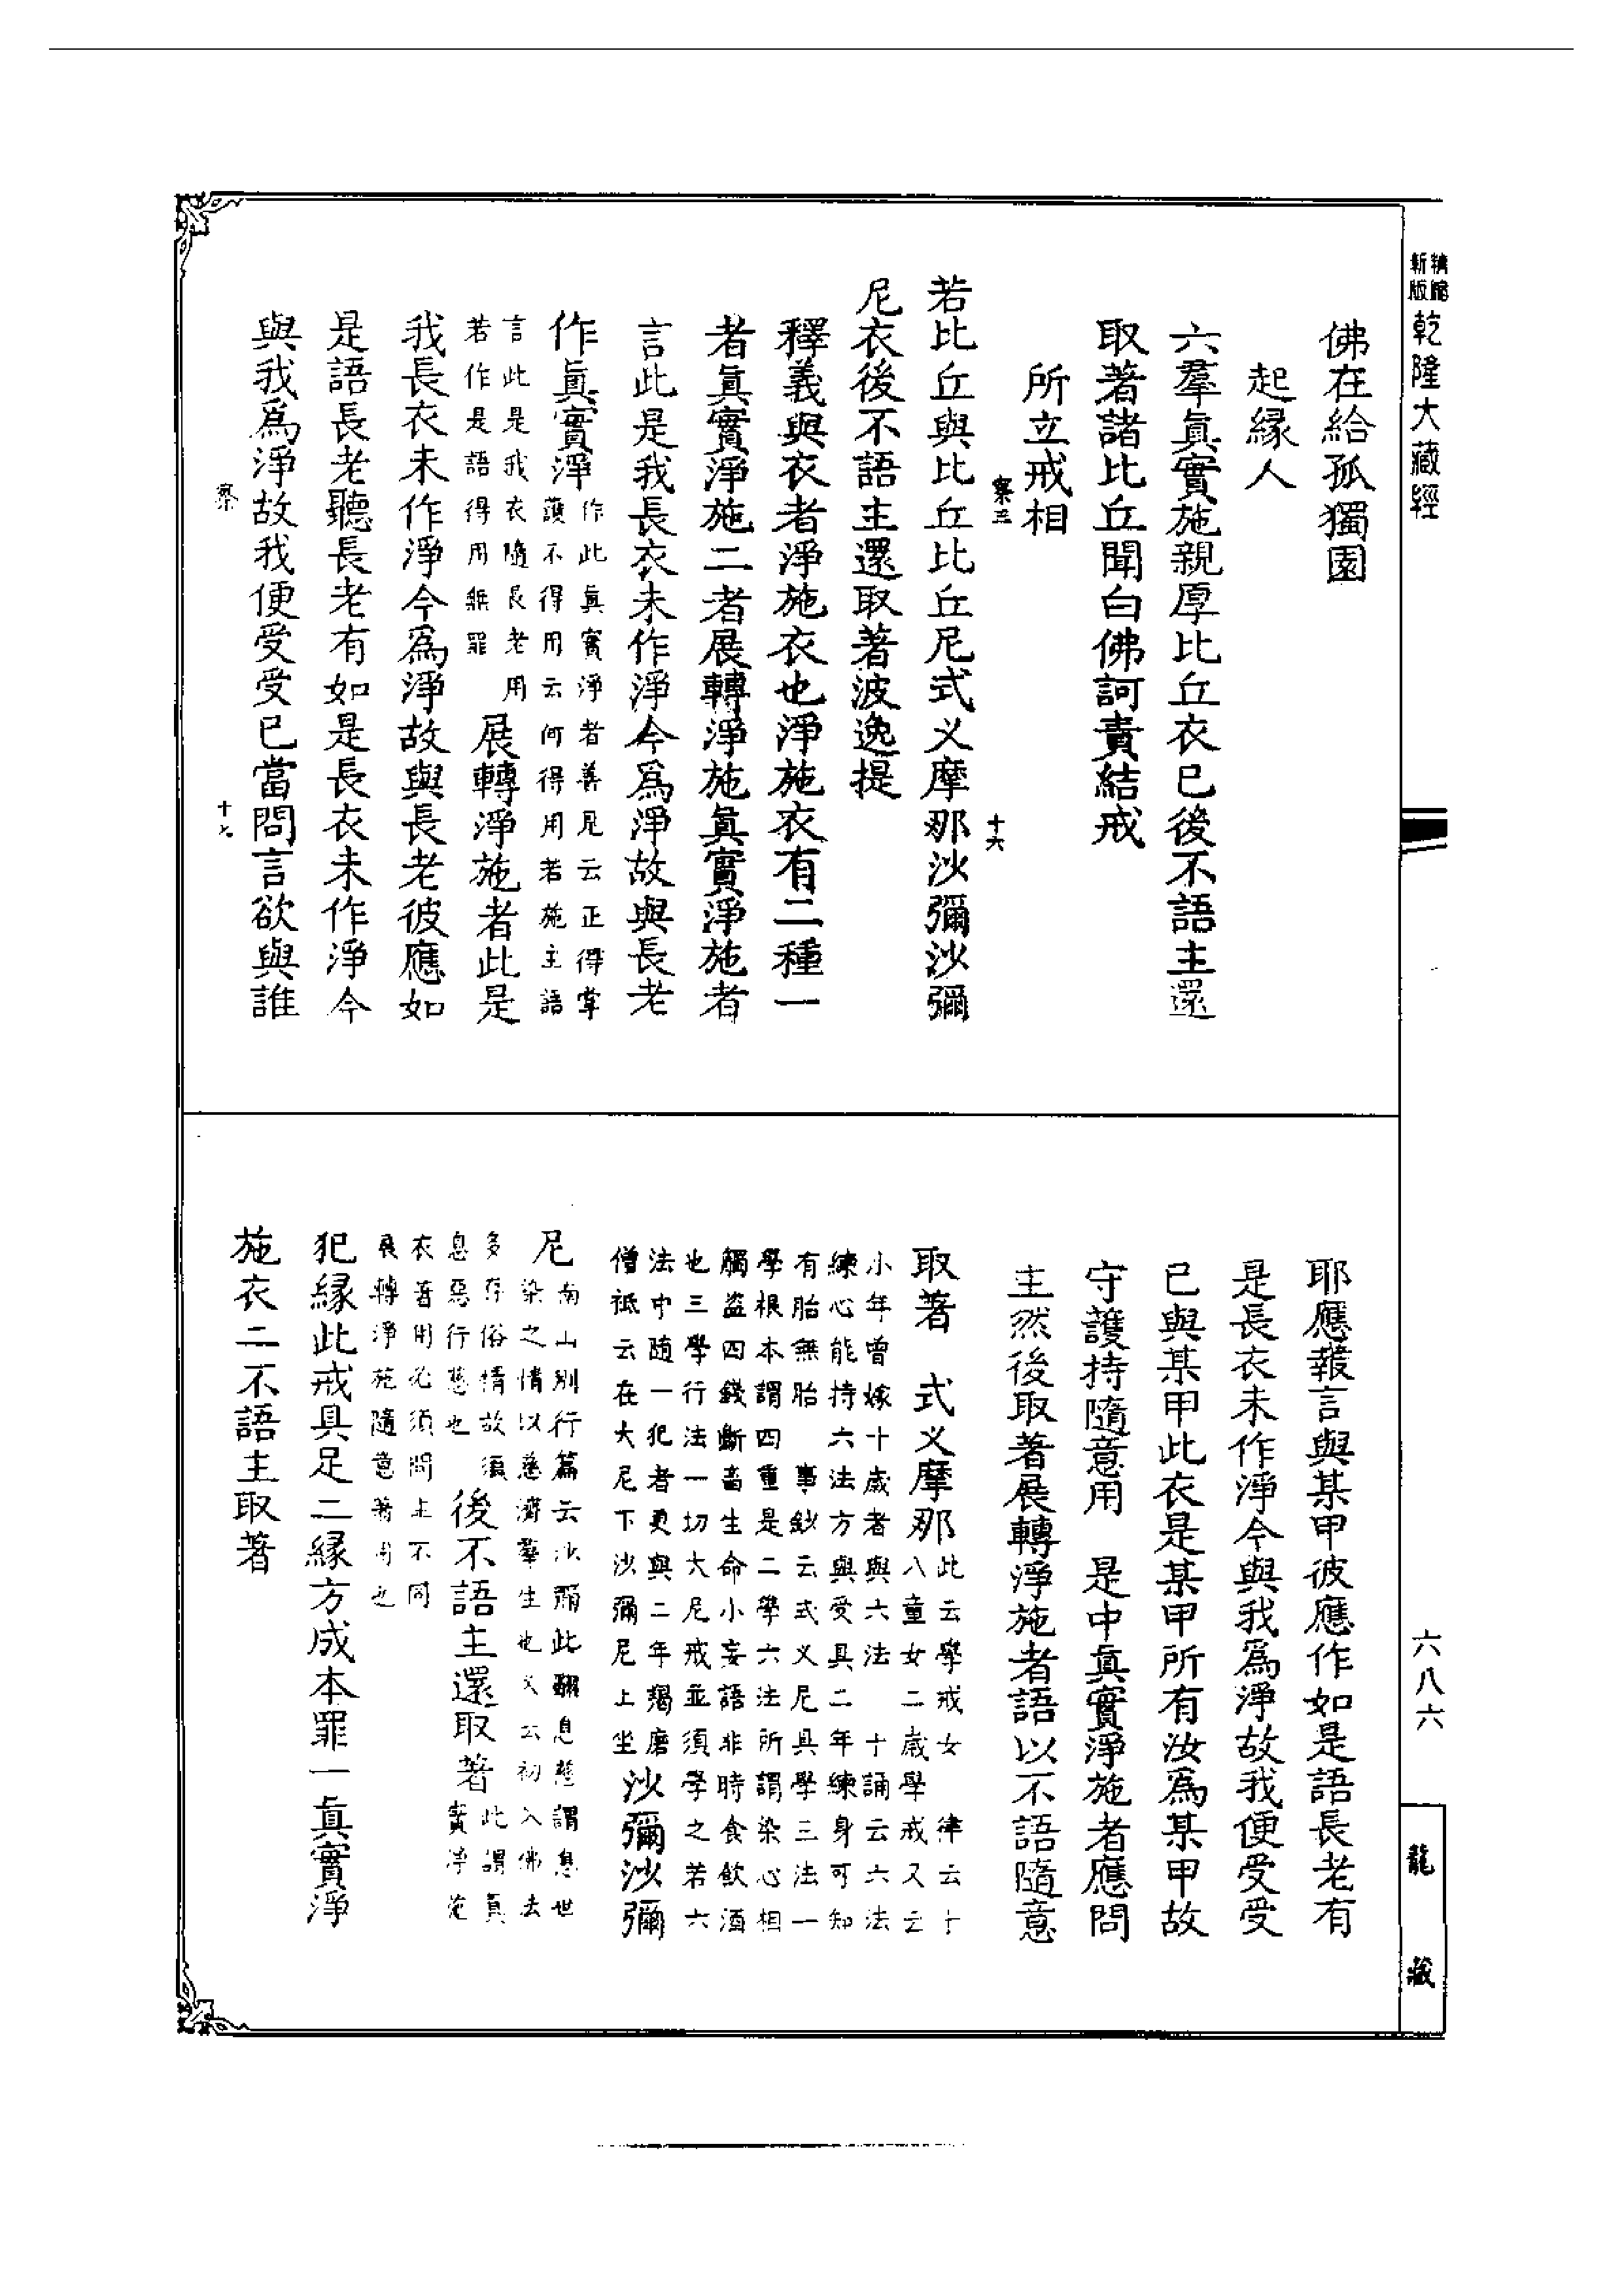 精縮新版乾隆大藏經
六八六
龍藏
佛在給孤獨園
起緣人
六羣眞實施親厚比丘衣已後不語主還
取著諸比丘聞白佛訶責結戒
所立戒相
案三 十六
若比丘與比丘比丘尼式叉摩那沙彌沙彌
尼衣後不語主還取著波逸提
釋義與衣者淨施衣也淨施衣有二種一
者眞實淨施二者展轉淨施眞實淨施者
言此是我長衣未作淨今爲淨故與長老
作眞實淨作此眞實淨者善見云正得掌
護不得用云何得用若施主語
言此是我衣隨長老用
若作是語得用無罪展轉淨施者此是
我長衣未作淨今爲淨故與長老彼應如
是語長老聽長老有如是長衣未作淨今
與我爲淨故我便受受已當問言欲與誰
案 十七
耶應報言與某甲彼應作如是語長老有
是長衣未作淨今與我爲淨故我便受受
已與某甲此衣是某甲所有汝爲某甲故
守護持隨意用 是中眞實淨施者應問
主然後取著展轉淨施者語以不語隨意
取著 式叉摩那此云學戒女 律云十
八童女二歲學戒又云
小年曾嫁十歲者與六法 十誦云六法
練心能持六法方與受具二年練身可知
有胎無胎 事鈔云式叉尼具學三法一
學根本謂四重是二學六法所謂染心相
觸盜四錢斷畜生命小妄語非時食飲酒
也三學行法一切大尼戒並須學之若六
法中隨一犯者更與二年羯磨
僧祇云在大尼下沙彌尼上坐沙彌沙彌
尼南山別行篇云沙彌此翻息慈謂息世
染之情以慈濟羣生也又云初入佛法
多存俗情故須
息惡行慈也後不語主還取著此謂眞
實淨施
衣著用必須問主不同
展轉淨施隨意著用也
犯緣此戒具足二緣方成本罪一眞實淨
施衣二不語主取著